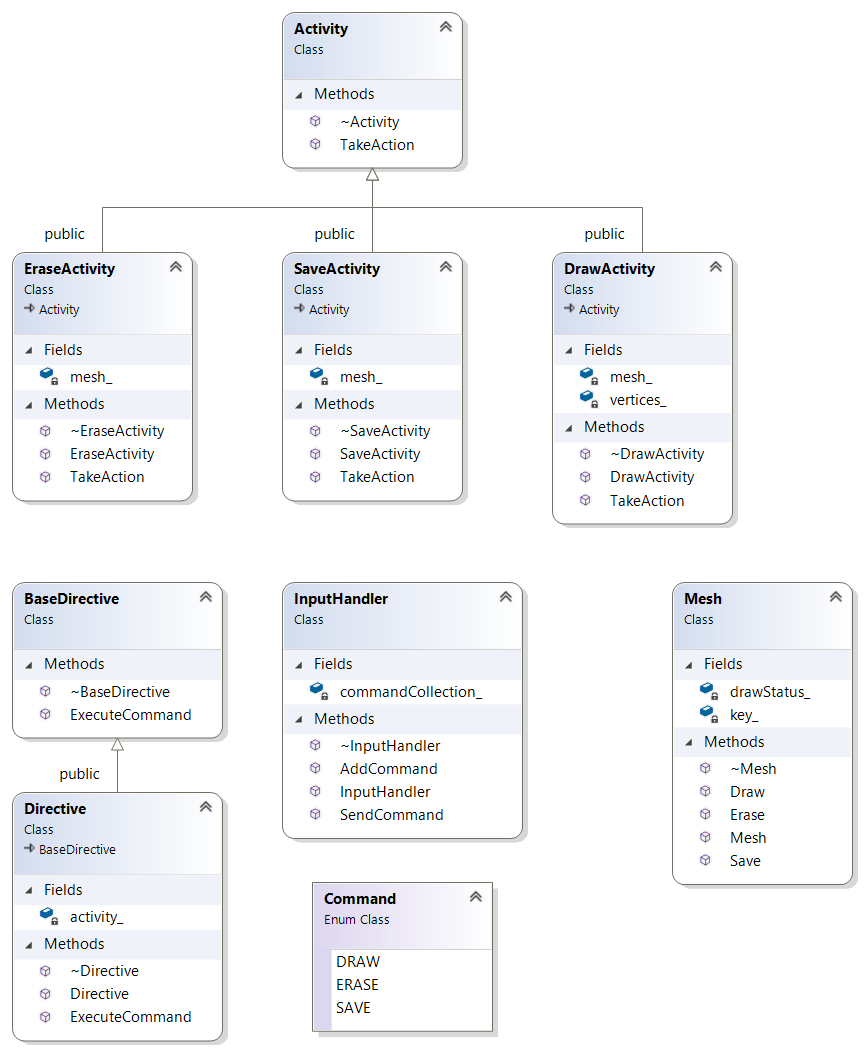 Activity
Class
Methods
~Activity
TakeAction
public
public
public
EraseActivity
Class
Activity
Fields
mesh_
Methods
~EraseActivity
EraseActivity
TakeAction
SaveActivity
Class
Activity
Fields
mesh_
Methods
~SaveActivity
SaveActivity
TakeAction
DrawActivity
Class
Activity
Fields
mesh_
vertices_
Methods
~DrawActivity
DrawActivity
TakeAction
BaseDirective
Class
Methods
~BaseDirective
ExecuteCommand
public
Directive
Class
BaseDirective
Fields
activity_
Methods
~Directive
Directive
ExecuteCommand
InputHandler
Class
Fields
commandCollection_
Methods
~InputHandler
AddCommand
InputHandler
SendCommand
Command
Enum Class
DRAW
ERASE
SAVE
Mesh
Class
Fields
drawStatus_
key_
Methods
~Mesh
Draw
Erase
Mesh
Save